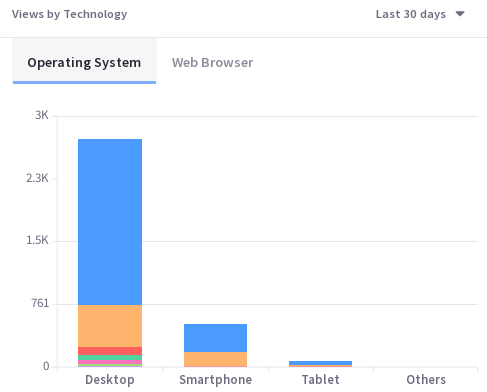 Views by Technology Last 30 days
Operating System Web Browser
3K
2.3K
1.5K
761
0
Desktop Smartphone Tablet Others